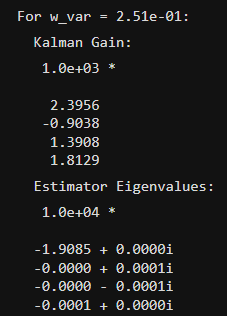 For w_var = 2.51e-01:
Kalman Gain:
1.0e+03 *
2.3956
-0.9038
1.3908
1.8129
Estimator Eigenvalues:
1.0e+04 *
-1.9085 + 0.0000i
-0.0000 + 0.0001i
-0.0000 - 0.0001i
-0.0001 + 0.0000i